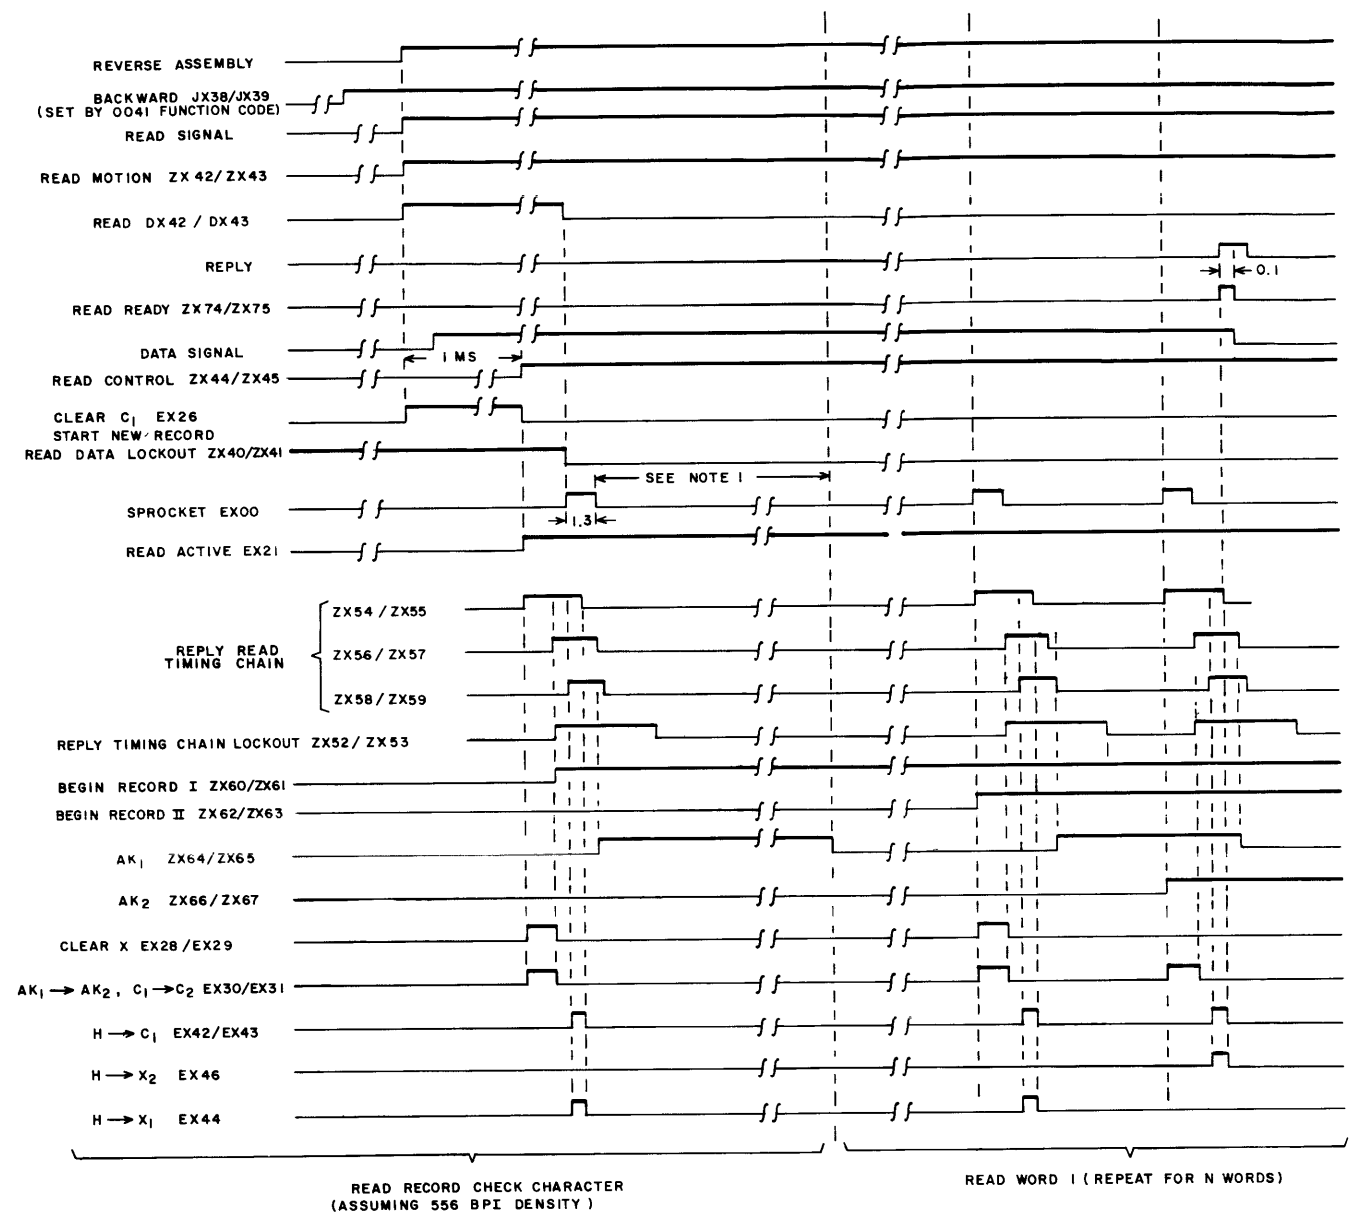 REVERSE ASSEMBLY
BACKWARD JX38/JX39
(SET BY 0041 FUNCTION CODE)
READ SIGNAL
READ MOTION ZX42/ZX43
READ DX42 / DX43
REPLY
0.1
READ READY ZX74/ZX75
DATA SIGNAL
1 MS
READ CONTROL ZX44/ZX45
CLEAR C₁ EX26
START NEW RECORD
READ DATA LOCKOUT ZX40/ZX41
SEE NOTE 1
SPROCKET EX00
1.3
READ ACTIVE EX21
REPLY READ
TIMING CHAIN
ZX54 / ZX55
ZX56 / ZX57
ZX58 / ZX59
REPLY TIMING CHAIN LOCKOUT ZX52/ ZX53
BEGIN RECORD I ZX60/ZX61
BEGIN RECORD II ZX62/ZX63
AK₁ ZX64/ZX65
AK₂ ZX66/ZX67
CLEAR X EX28/EX29
AK₁ → AK₂, C₁ → C₂ EX30/EX31
H → C₁ EX42/EX43
H → X₂ EX46
H → X₁ EX44
READ RECORD CHECK CHARACTER
(ASSUMING 556 BPI DENSITY)
READ WORD 1 (REPEAT FOR N WORDS)